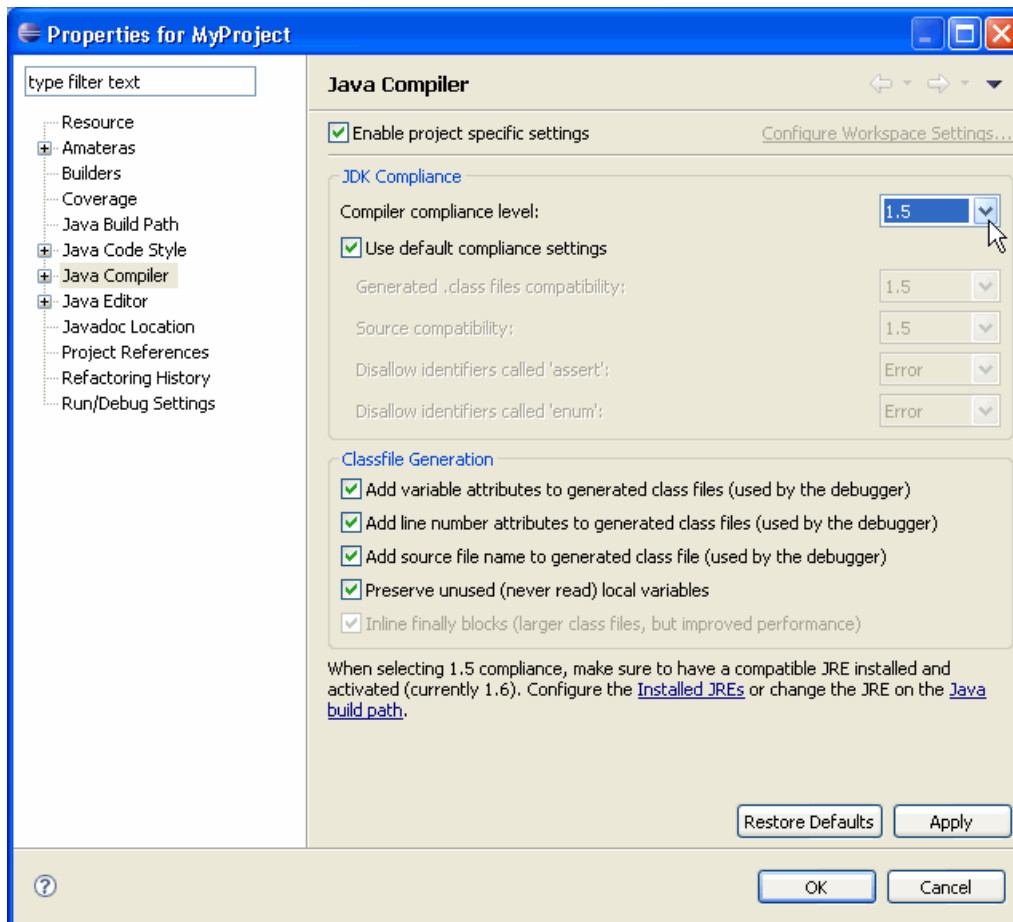 Properties for MyProject
type filter text
Resource
Amateras
Builders
Coverage
Java Build Path
Java Code Style
Java Compiler
Java Editor
Javadoc Location
Project References
Refactoring History
Run/Debug Settings
Java Compiler
Enable project specific settings
Configure Workspace Settings...
JDK Compliance
Compiler compliance level: 1.5
Use default compliance settings
Generated .class files compatibility: 1.5
Source compatibility: 1.5
Disallow identifiers called 'assert': Error
Disallow identifiers called 'enum': Error
Classfile Generation
Add variable attributes to generated class files (used by the debugger)
Add line number attributes to generated class files (used by the debugger)
Add source file name to generated class file (used by the debugger)
Preserve unused (never read) local variables
Inline finally blocks (larger class files, but improved performance)
When selecting 1.5 compliance, make sure to have a compatible JRE installed and
activated (currently 1.6). Configure the Installed JREs or change the JRE on the Java
build path.
Restore Defaults
Apply
OK
Cancel